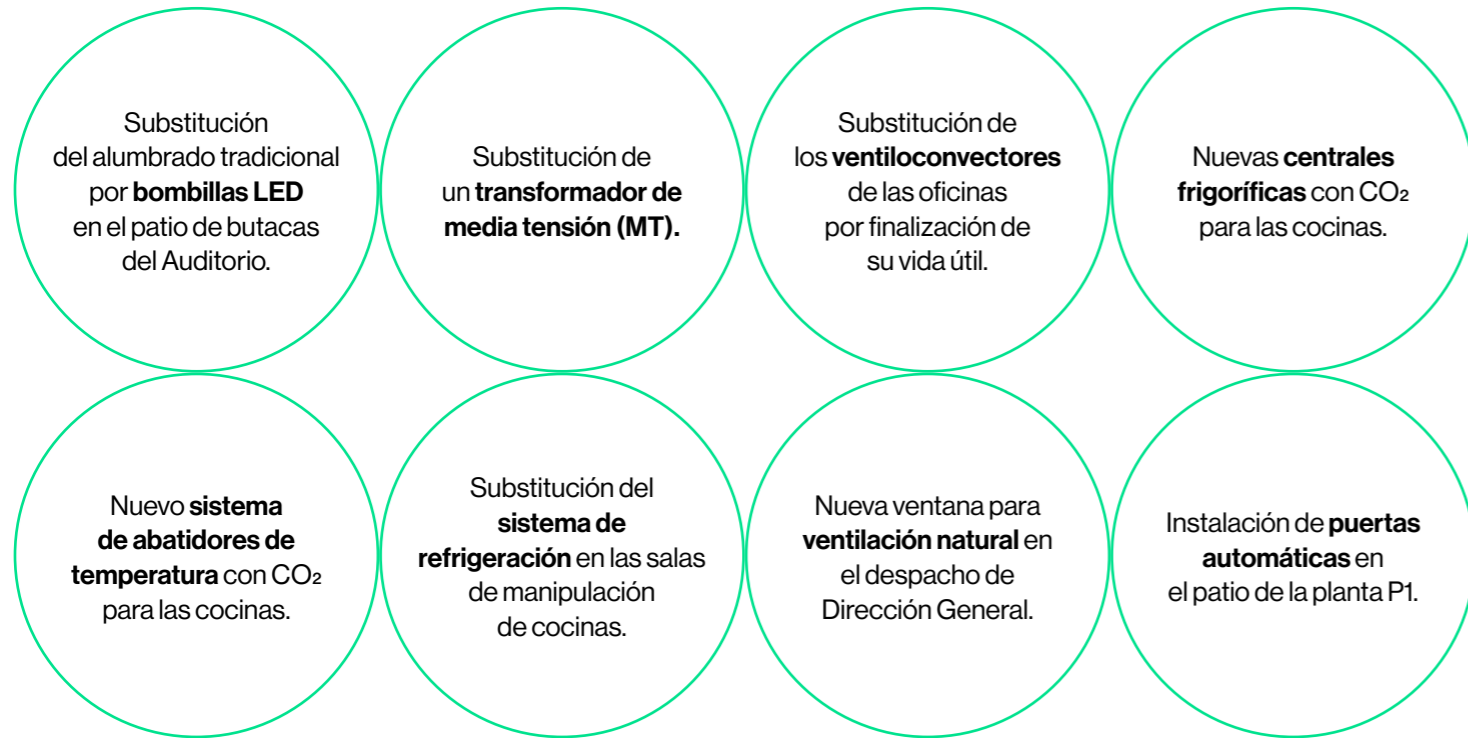 Substitución
del alumbrado tradicional
por bombillas LED
en el patio de butacas
del Auditorio.
Substitución de
un transformador de
media tensión (MT).
Substitución de
los ventiloconvectores
de las oficinas
por finalización de
su vida útil.
Nuevas centrales
frigoríficas con CO₂
para las cocinas.
Nuevo sistema
de abatidores de
temperatura con CO₂
para las cocinas.
Substitución del
sistema de
refrigeración en las salas
de manipulación
de cocinas.
Nueva ventana para
ventilación natural en
el despacho de
Dirección General.
Instalación de puertas
automáticas en
el patio de la planta P1.